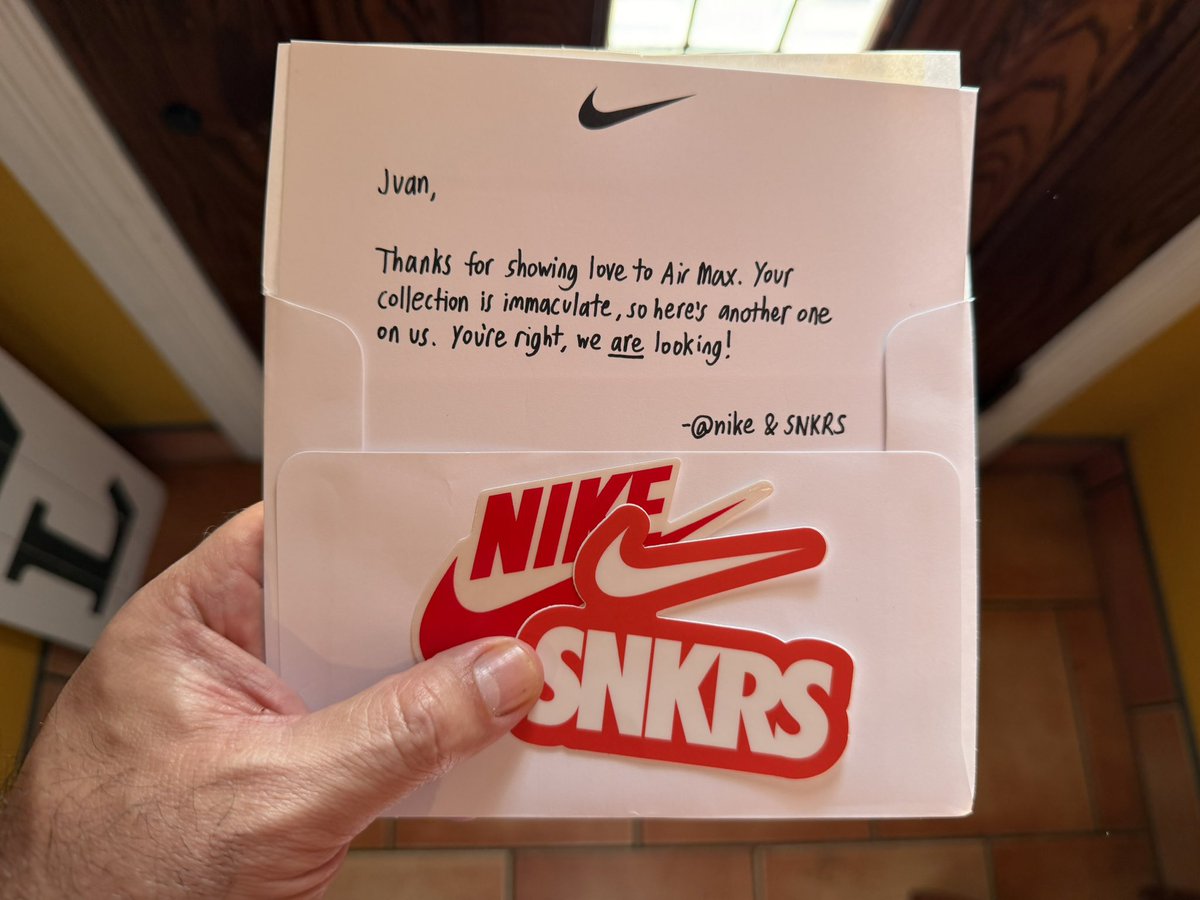 Juan,
Thanks for showing love to Air Max. Your
collection is immaculate, so here's another one
on us. You're right, we are looking!
-@nike & SNKRS
NIKE
SNKRS
L